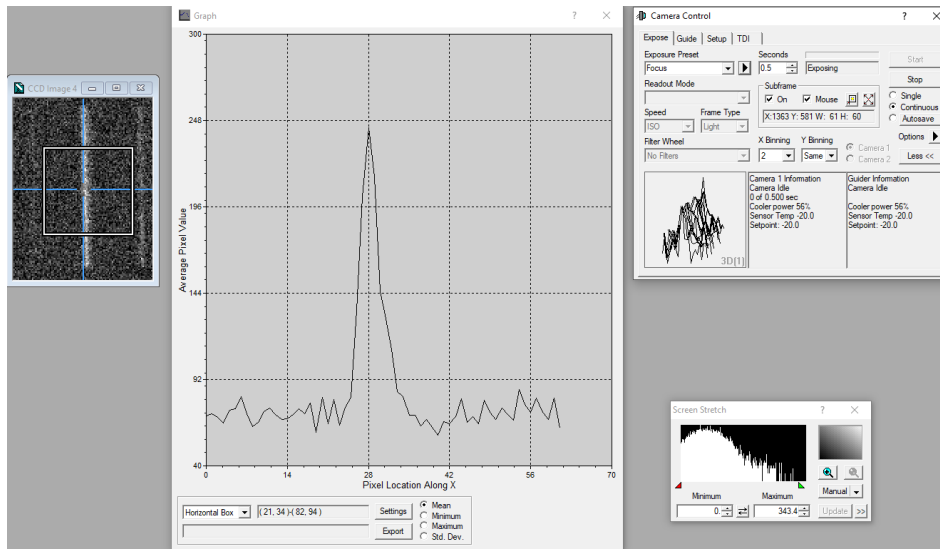 CCD Image 4
Graph
?
300
248
196
144
92
40
Average Pixel Value
0 14 28 42 56 70
Pixel Location Along X
Horizontal Box
( 21, 34 )-( 82, 94 )
Settings
Export
Mean
Minimum
Maximum
Std. Dev.
Camera Control
?
Expose Guide Setup TDI
Exposure Preset
Focus
Seconds
0.5
Exposing
Start
Stop
Readout Mode
Subframe
On Mouse
X:1363 Y: 581 W: 61 H: 60
Single
Continuous
Autosave
Speed
ISO
Frame Type
Light
Options
Filter Wheel
No Filters
X Binning
2
Y Binning
Same
Camera 1
Camera 2
Less <<
3D[1]
Camera 1 Information
Camera Idle
0 of 0.500 sec
Cooler power 56%
Sensor Temp -20.0
Setpoint: -20.0
Guider Information
Camera Idle
Cooler power 56%
Sensor Temp -20.0
Setpoint: -20.0
Screen Stretch
?
Minimum
0.
Maximum
343.4
Manual
Update
>>